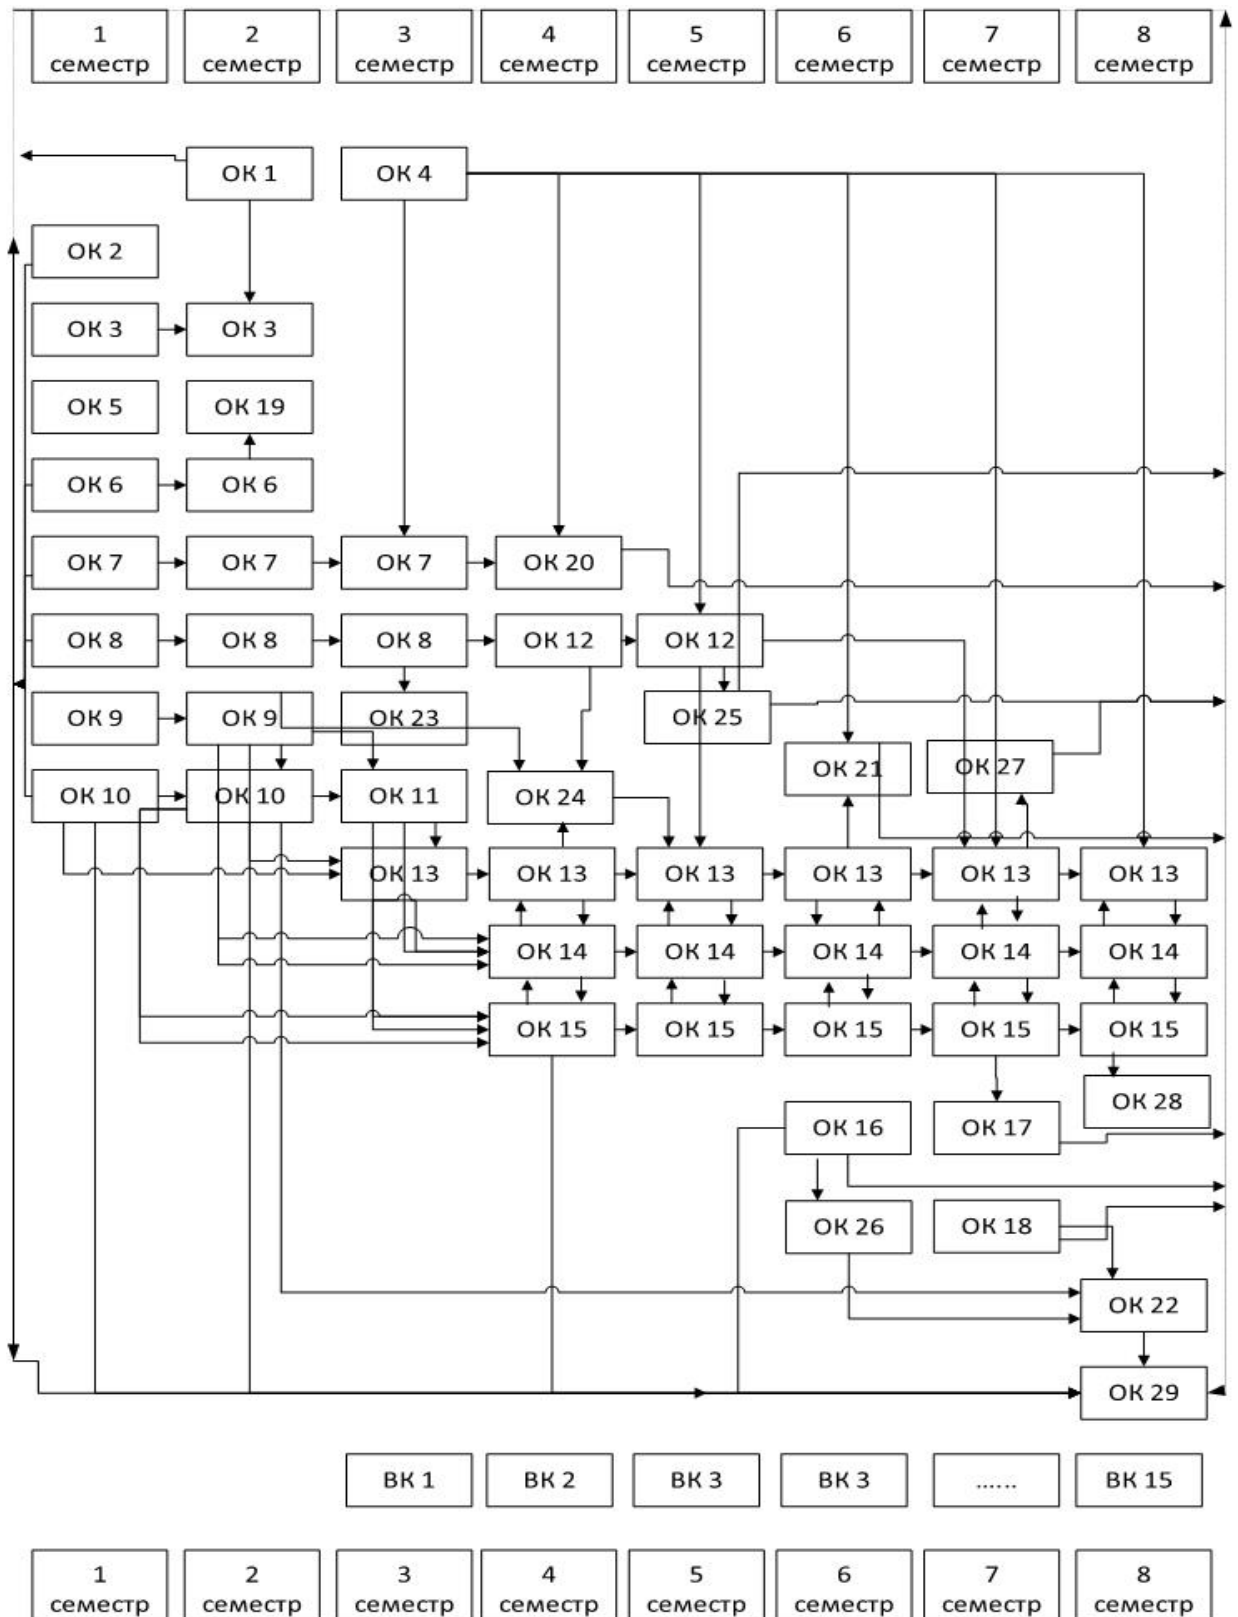 1 семестр
2 семестр
3 семестр
4 семестр
5 семестр
6 семестр
7 семестр
8 семестр
ОК 1
ОК 4
ОК 2
ОК 3
ОК 3
ОК 5
ОК 19
ОК 6
ОК 6
ОК 7
ОК 7
ОК 7
ОК 20
ОК 8
ОК 8
ОК 8
ОК 12
ОК 12
ОК 9
ОК 9
ОК 23
ОК 25
ОК 21
ОК 27
ОК 10
ОК 10
ОК 11
ОК 24
ОК 13
ОК 13
ОК 13
ОК 13
ОК 13
ОК 13
ОК 14
ОК 14
ОК 14
ОК 14
ОК 14
ОК 15
ОК 15
ОК 15
ОК 15
ОК 15
ОК 28
ОК 16
ОК 17
ОК 26
ОК 18
ОК 22
ОК 29
ВК 1
ВК 2
ВК 3
ВК 3
......
ВК 15
1 семестр
2 семестр
3 семестр
4 семестр
5 семестр
6 семестр
7 семестр
8 семестр